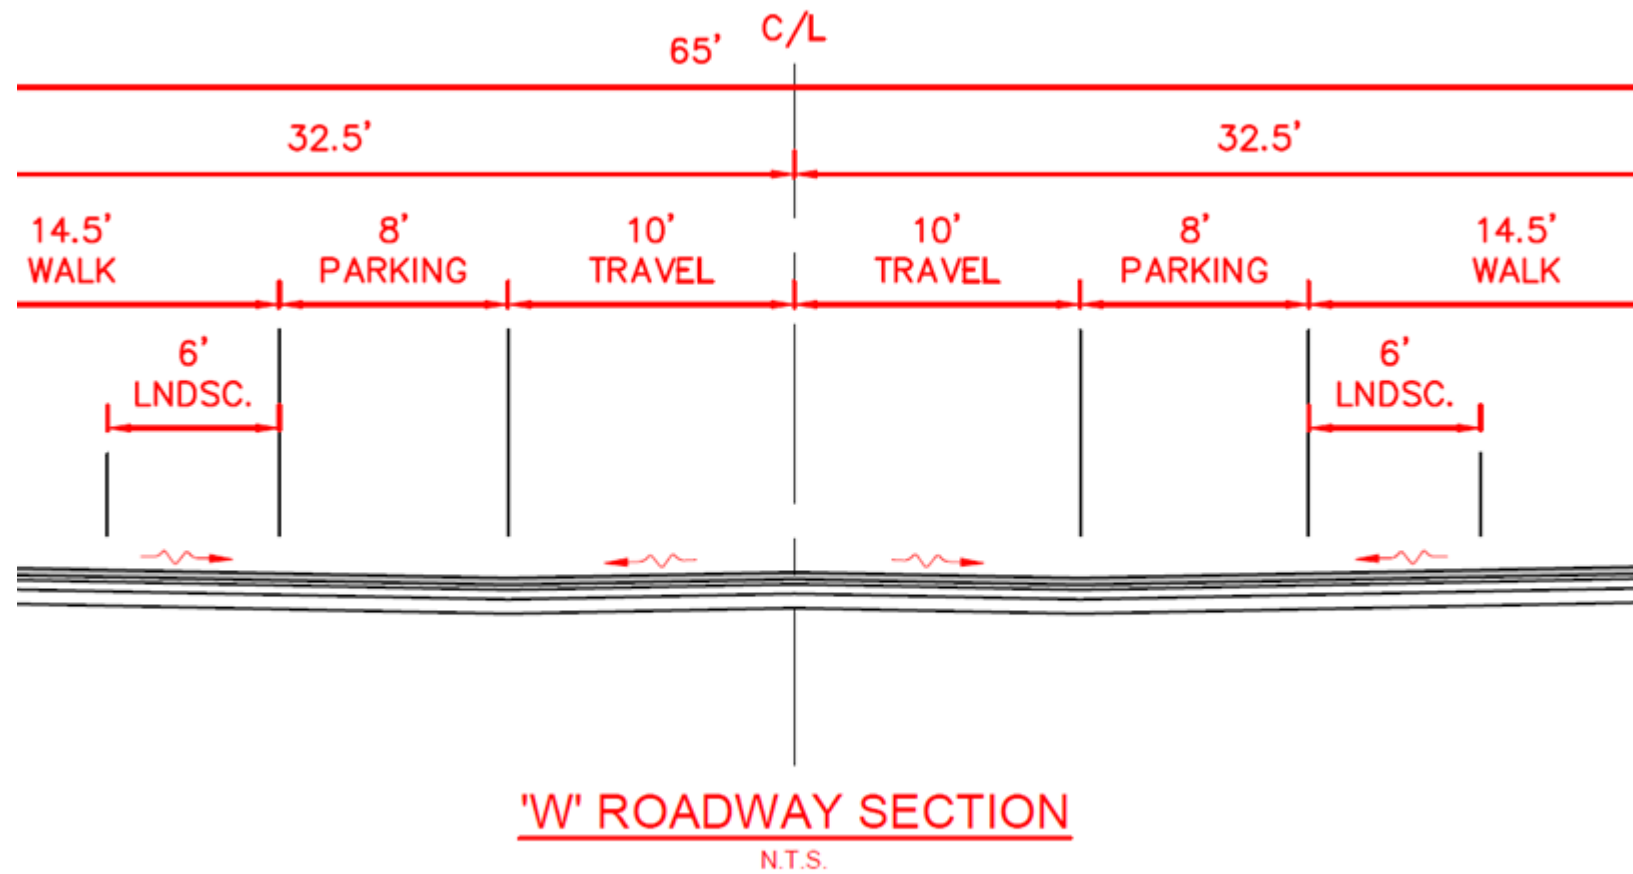 C/L
65'
32.5'
32.5'
14.5'
WALK
8'
PARKING
10'
TRAVEL
10'
TRAVEL
8'
PARKING
14.5'
WALK
6'
LNDSC.
6'
LNDSC.
'W' ROADWAY SECTION
N.T.S.